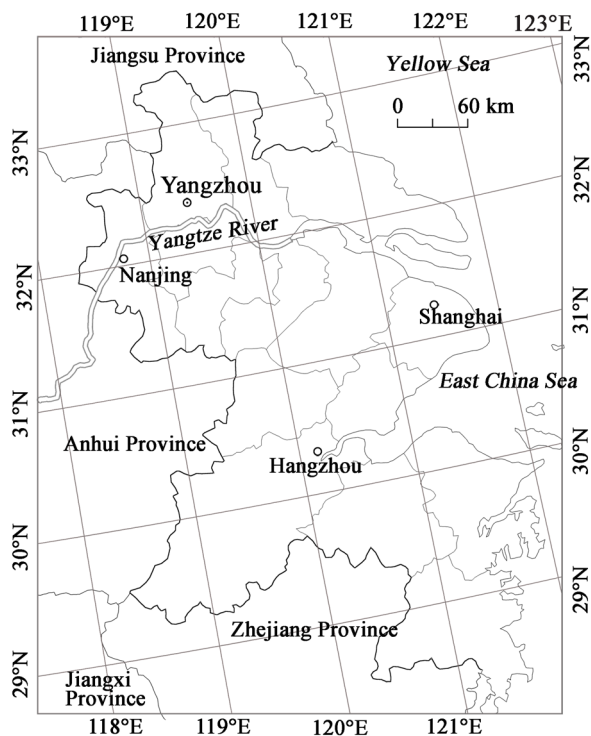 119°E 120°E 121°E 122°E 123°E
Jiangsu Province
Yellow Sea
0 60 km
33°N
33°N
32°N
Yangzhou
Yangtze River
Nanjing
32°N
31°N
Shanghai
East China Sea
31°N
Anhui Province
30°N
Hangzhou
30°N
29°N
Zhejiang Province
29°N
Jiangxi
Province
118°E 119°E 120°E 121°E